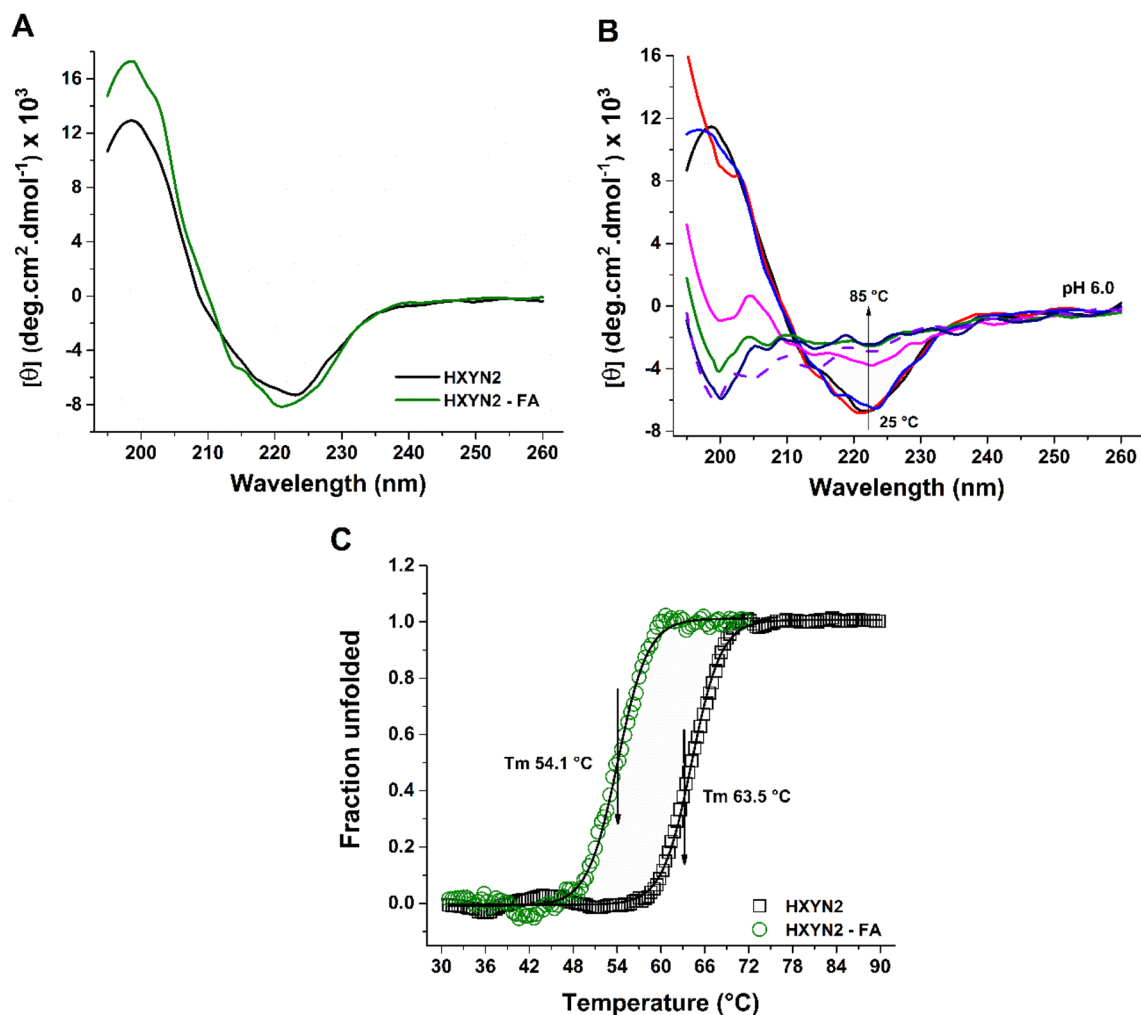 A
[θ] (deg.cm².dmol⁻¹) x 10³
16
12
8
4
0
-4
-8
200 210 220 230 240 250 260
Wavelength (nm)
HXYN2
HXYN2 - FA
B
[θ] (deg.cm².dmol⁻¹) x 10³
16
12
8
4
0
-4
-8
200 210 220 230 240 250 260
Wavelength (nm)
pH 6.0
85 °C
25 °C
C
Fraction unfolded
1.2
1.0
0.8
0.6
0.4
0.2
0.0
30 36 42 48 54 60 66 72 78 84 90
Temperature (°C)
Tm 54.1 °C
Tm 63.5 °C
HXYN2
HXYN2 - FA